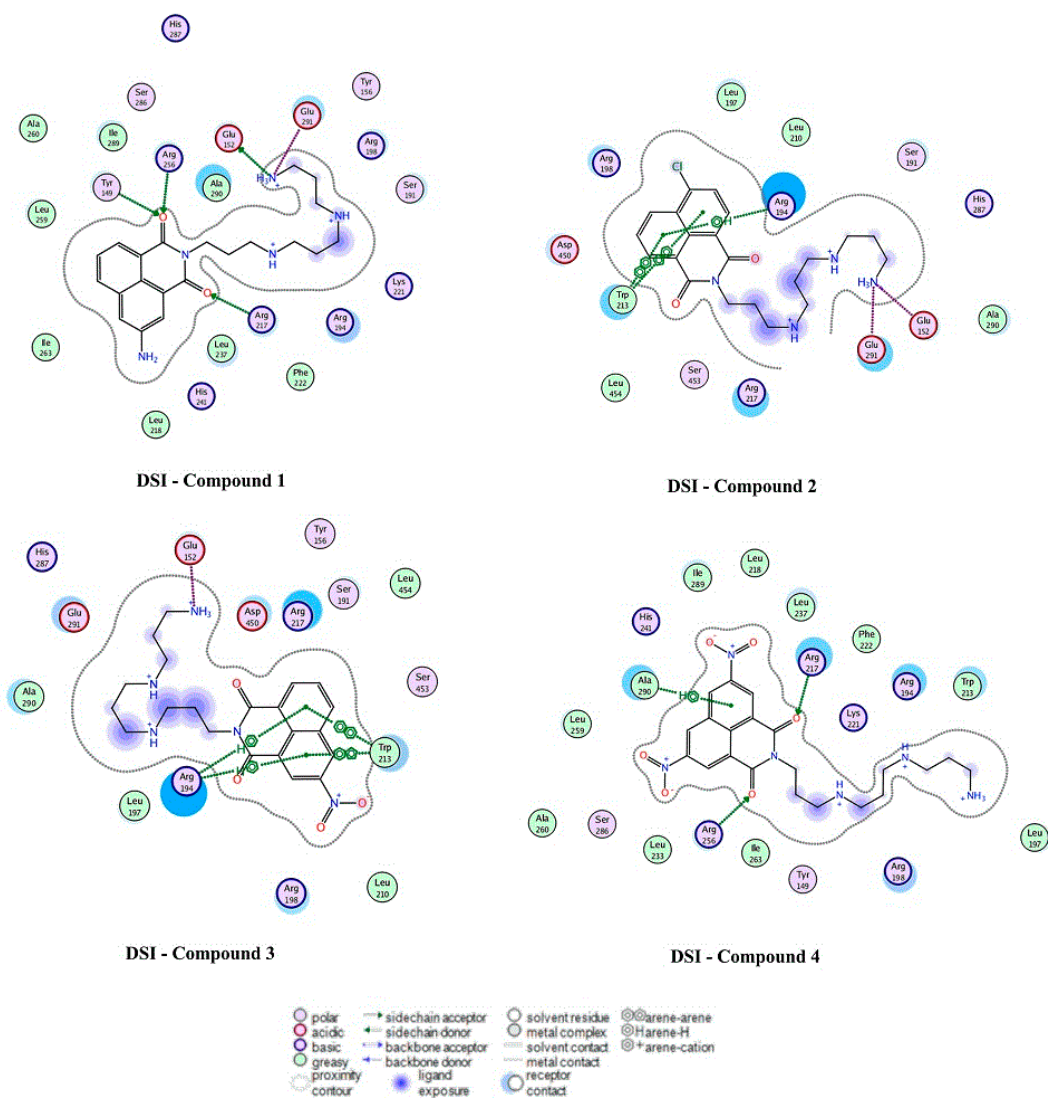 His
287
Ser
286
Tyr
156
Glu
291
Ala
260
Ile
289
Arg
256
Glu
152
Arg
198
Tyr
149
Ala
290
Ser
191
H₃N+
Leu
259
O
NH
+
N
N
H
+
O
Lys
221
Arg
217
Arg
194
Ile
263
NH₂
Leu
237
Phe
222
His
241
Leu
218
DSI - Compound 1
Leu
197
Leu
210
Arg
198
Cl
Ser
191
Arg
194
H
His
287
Asp
450
O
H
N
+
H₃N
+
Trp
213
O
N
N
H
+
Glu
152
Ala
290
Glu
291
Ser
453
Leu
454
Arg
217
DSI - Compound 2
His
287
Glu
152
Tyr
156
Leu
454
Glu
291
NH₃
+
Asp
450
Arg
217
Ser
191
Ser
453
Ala
290
+
NH
O
N
H
+
N
H
H
O
Trp
213
Arg
194
Leu
197
N+
O-
O
Arg
198
Leu
210
DSI - Compound 3
Leu
218
Ile
289
Leu
237
His
241
O-
N+
O
Phe
222
Arg
217
Ala
290
H
Arg
194
Trp
213
Leu
259
O
Lys
221
O
N+
O-
N
H
N
+
H
N
+
NH₃
+
O
Ala
260
Ser
286
Arg
256
Leu
233
Ile
263
Tyr
149
Arg
198
Leu
197
DSI - Compound 4
polar sidechain acceptor solvent residue arene-arene
acidic sidechain donor metal complex H arene-H
basic backbone acceptor solvent contact + arene-cation
greasy backbone donor metal contact
proximity contour ligand exposure receptor contact